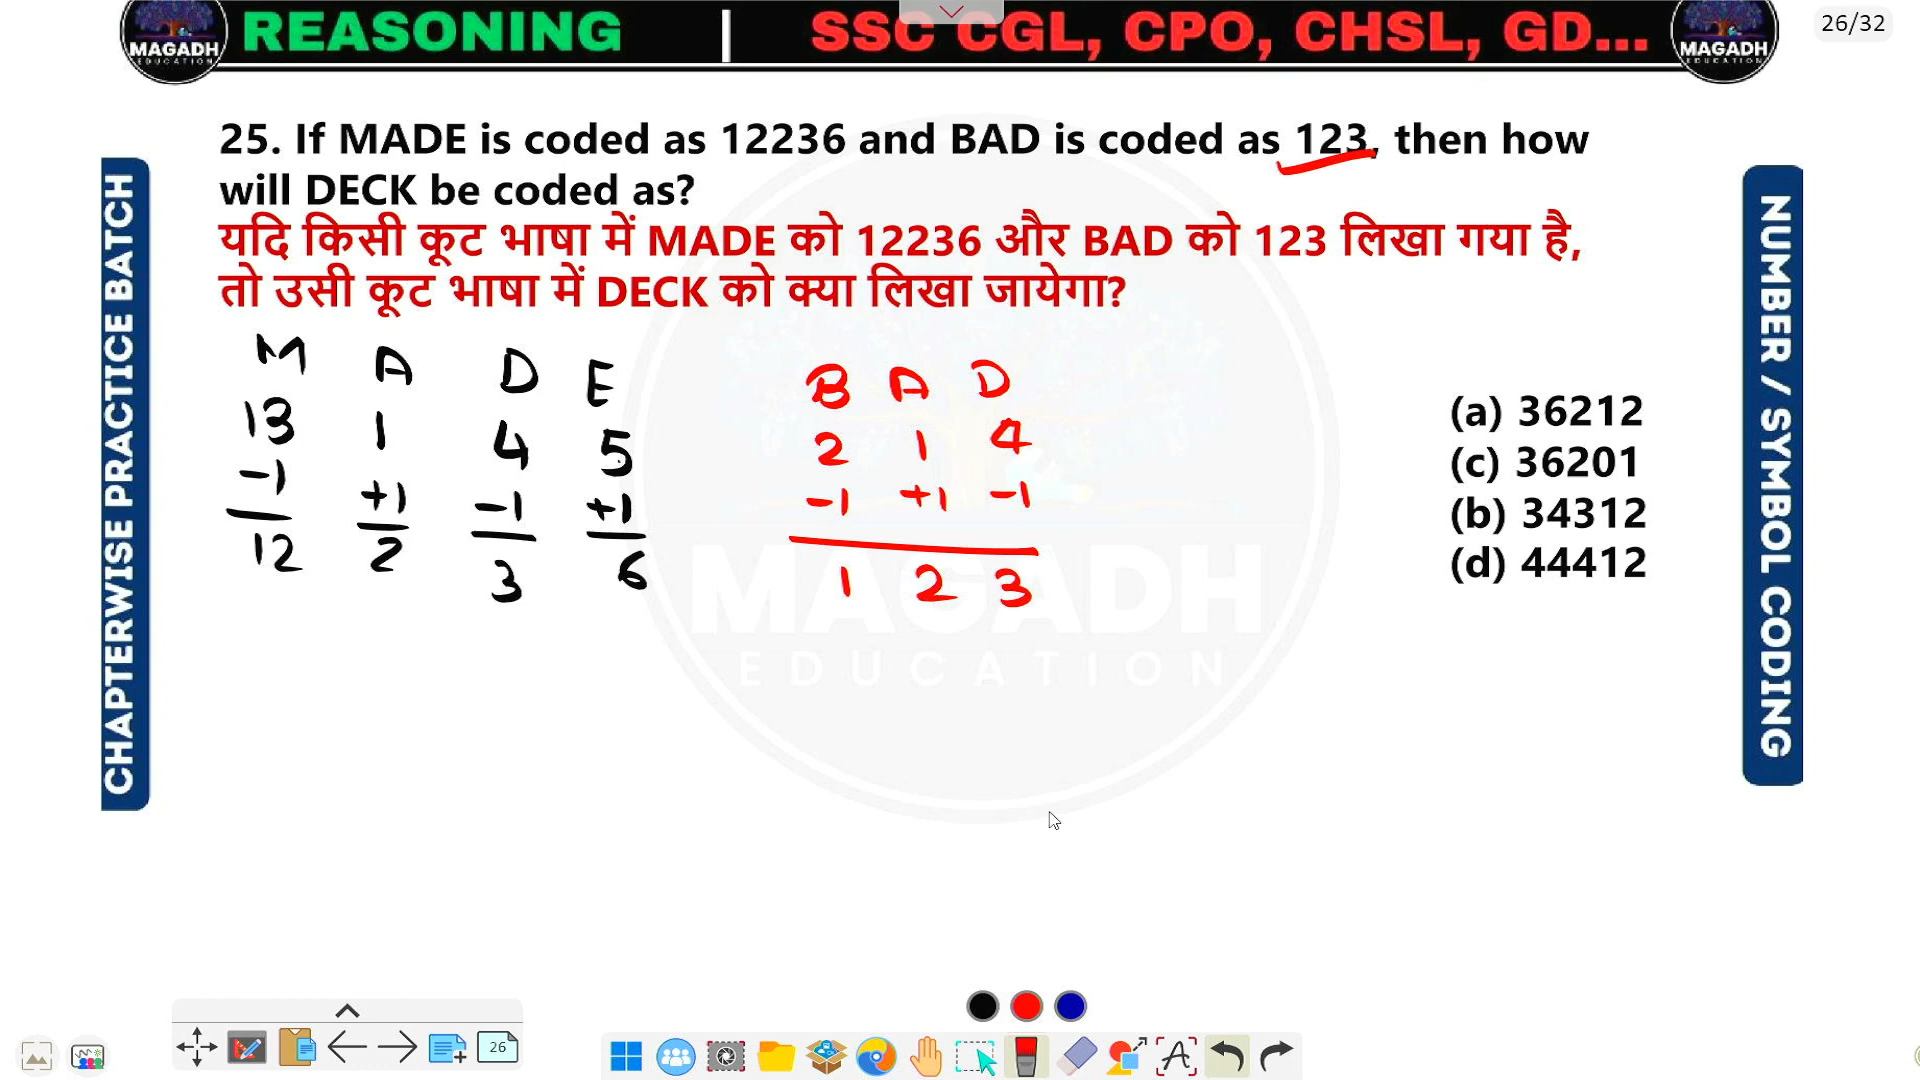 MAGADH EDUCATION REASONING | SSC CGL, CPO, CHSL, GD... MAGADH EDUCATION
26/32
25. If MADE is coded as 12236 and BAD is coded as 123, then how
will DECK be coded as?
यदि किसी कूट भाषा में MADE को 12236 और BAD को 123 लिखा गया है,
तो उसी कूट भाषा में DECK को क्या लिखा जायेगा?
M A D E
13 1 4 5
-1 +1 -1 +1
12 2 3 6
B A D
2 1 4
-1 +1 -1
1 2 3
(a) 36212
(c) 36201
(b) 34312
(d) 44412
CHAPTERWISE PRACTICE BATCH
NUMBER / SYMBOL CODING
MAGADH
EDUCATION
26
A